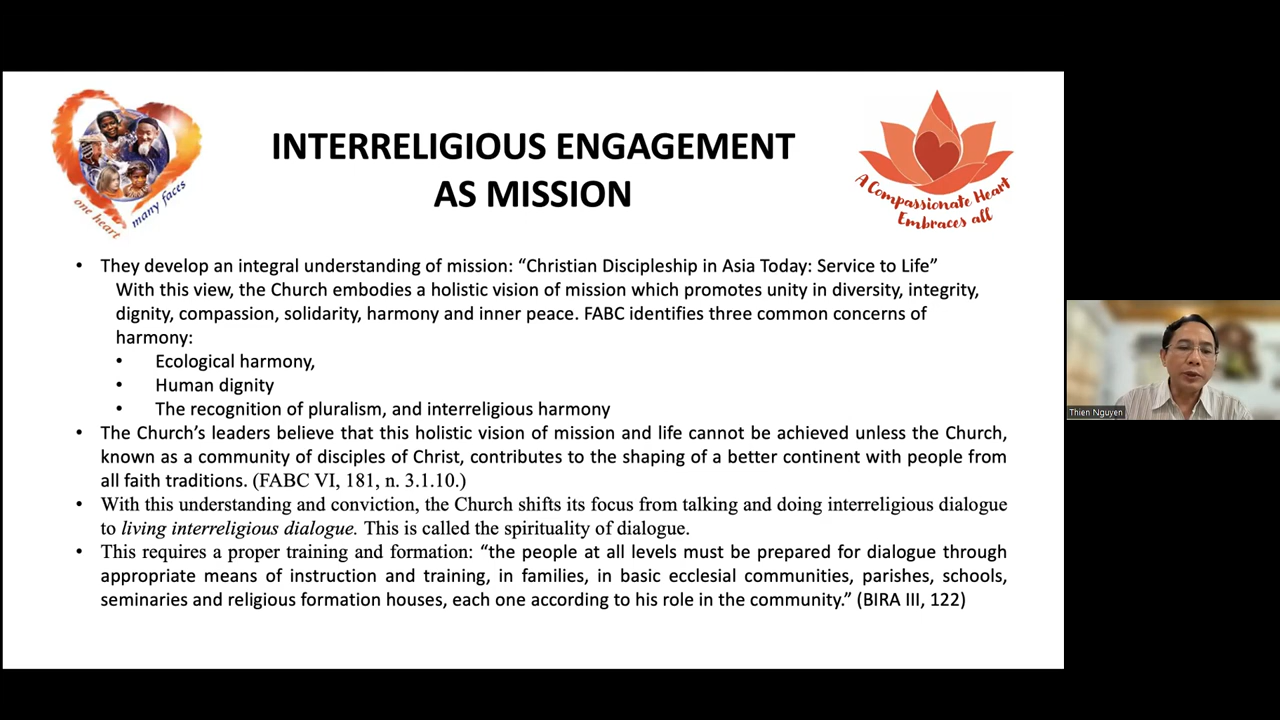 INTERRELIGIOUS ENGAGEMENT
AS MISSION
one heart
many faces
A Compassionate Heart
Embraces all
• They develop an integral understanding of mission: “Christian Discipleship in Asia Today: Service to Life”
With this view, the Church embodies a holistic vision of mission which promotes unity in diversity, integrity,
dignity, compassion, solidarity, harmony and inner peace. FABC identifies three common concerns of
harmony:
• Ecological harmony,
• Human dignity
• The recognition of pluralism, and interreligious harmony
• The Church’s leaders believe that this holistic vision of mission and life cannot be achieved unless the Church,
known as a community of disciples of Christ, contributes to the shaping of a better continent with people from
all faith traditions. (FABC VI, 181, n. 3.1.10.)
• With this understanding and conviction, the Church shifts its focus from talking and doing interreligious dialogue
to living interreligious dialogue. This is called the spirituality of dialogue.
• This requires a proper training and formation: “the people at all levels must be prepared for dialogue through
appropriate means of instruction and training, in families, in basic ecclesial communities, parishes, schools,
seminaries and religious formation houses, each one according to his role in the community.” (BIRA III, 122)
Thien Nguyen